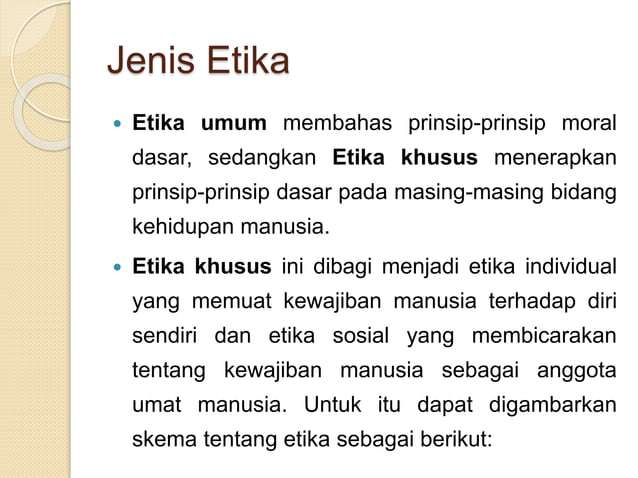 Jenis Etika
Etika umum membahas prinsip-prinsip moral
dasar, sedangkan Etika khusus menerapkan
prinsip-prinsip dasar pada masing-masing bidang
kehidupan manusia.
Etika khusus ini dibagi menjadi etika individual
yang memuat kewajiban manusia terhadap diri
sendiri dan etika sosial yang membicarakan
tentang kewajiban manusia sebagai anggota
umat manusia. Untuk itu dapat digambarkan
skema tentang etika sebagai berikut: